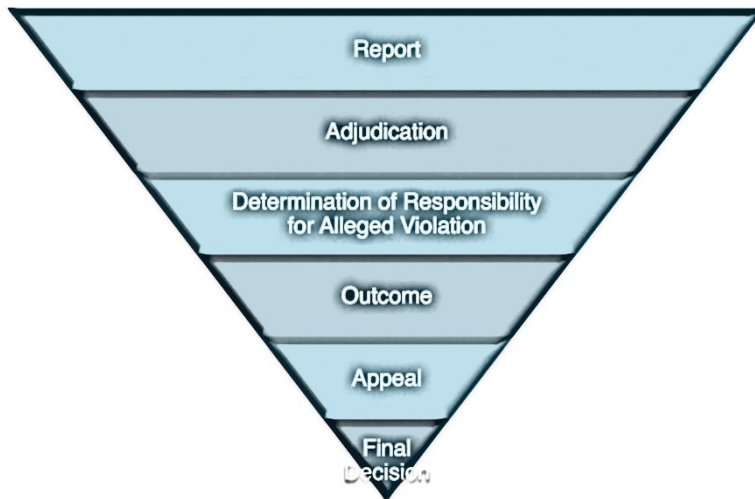 Report
Adjudication
Determination of Responsibility
for Alleged Violation
Outcome
Appeal
Final
Decision